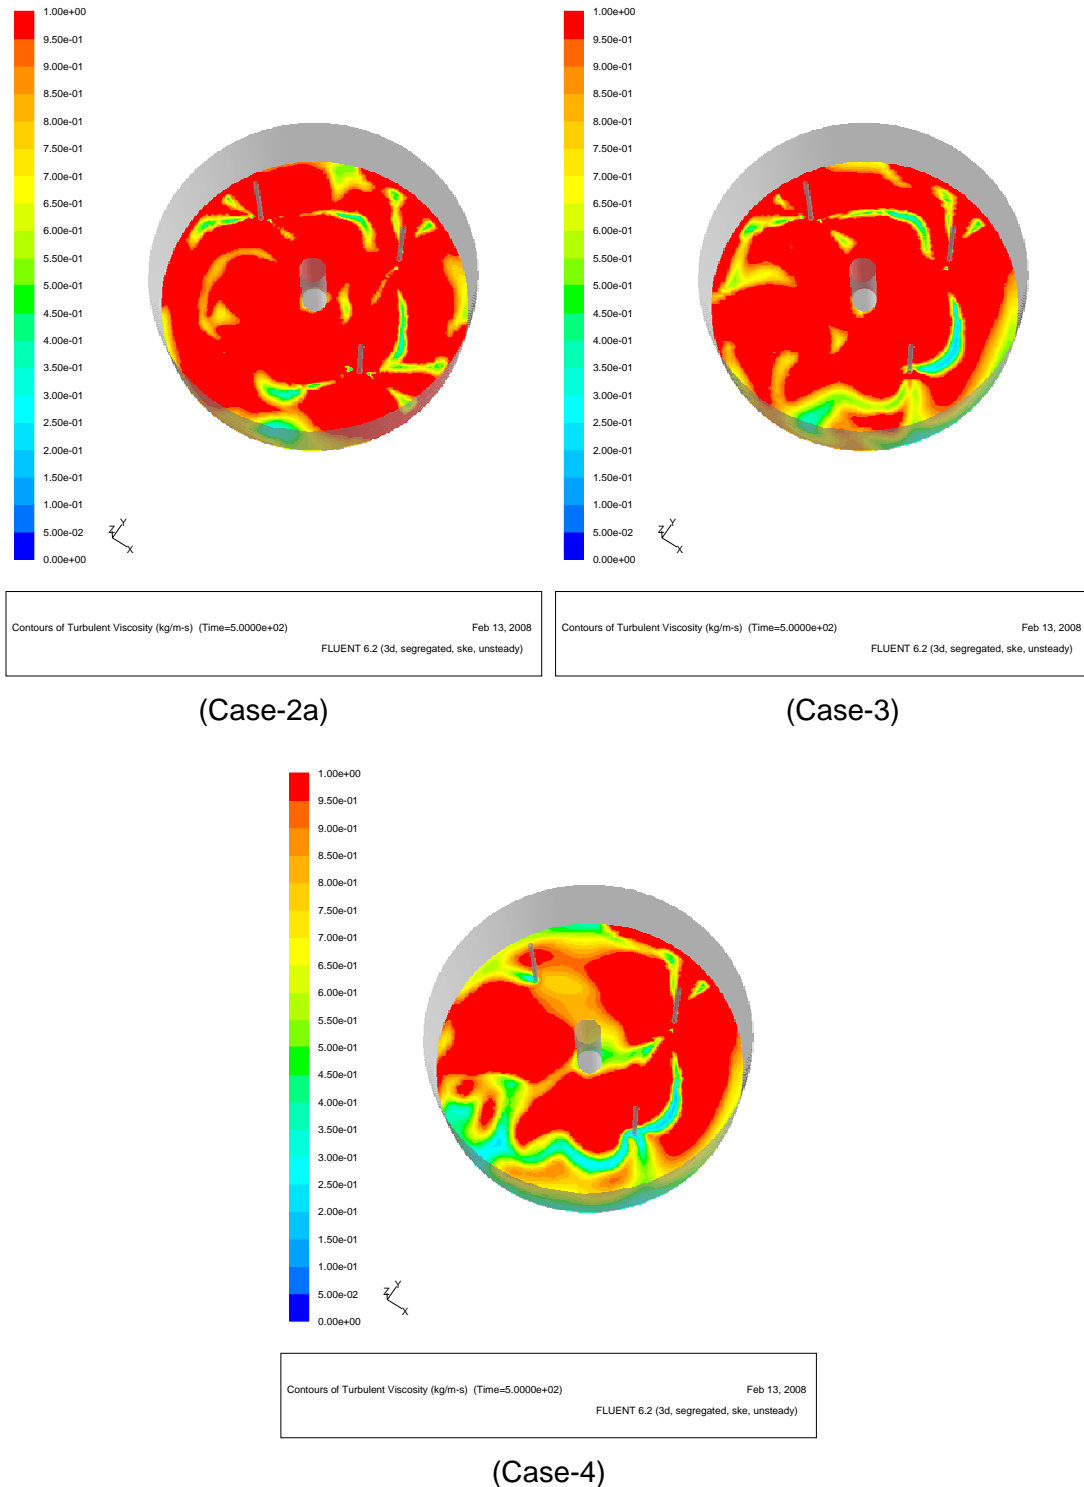 1.00e+00
9.50e-01
9.00e-01
8.50e-01
8.00e-01
7.50e-01
7.00e-01
6.50e-01
6.00e-01
5.50e-01
5.00e-01
4.50e-01
4.00e-01
3.50e-01
3.00e-01
2.50e-01
2.00e-01
1.50e-01
1.00e-01
5.00e-02
0.00e+00
Z Y
X
Contours of Turbulent Viscosity (kg/m-s) (Time=5.0000e+02)
Feb 13, 2008
FLUENT 6.2 (3d, segregated, ske, unsteady)
(Case-2a)
1.00e+00
9.50e-01
9.00e-01
8.50e-01
8.00e-01
7.50e-01
7.00e-01
6.50e-01
6.00e-01
5.50e-01
5.00e-01
4.50e-01
4.00e-01
3.50e-01
3.00e-01
2.50e-01
2.00e-01
1.50e-01
1.00e-01
5.00e-02
0.00e+00
Z Y
X
Contours of Turbulent Viscosity (kg/m-s) (Time=5.0000e+02)
Feb 13, 2008
FLUENT 6.2 (3d, segregated, ske, unsteady)
(Case-3)
1.00e+00
9.50e-01
9.00e-01
8.50e-01
8.00e-01
7.50e-01
7.00e-01
6.50e-01
6.00e-01
5.50e-01
5.00e-01
4.50e-01
4.00e-01
3.50e-01
3.00e-01
2.50e-01
2.00e-01
1.50e-01
1.00e-01
5.00e-02
0.00e+00
Z Y
X
Contours of Turbulent Viscosity (kg/m-s) (Time=5.0000e+02)
Feb 13, 2008
FLUENT 6.2 (3d, segregated, ske, unsteady)
(Case-4)